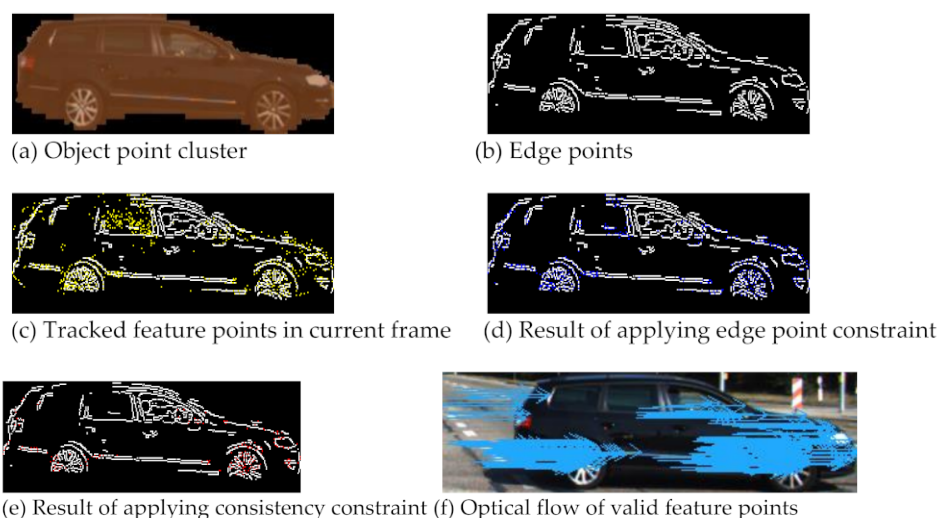 (a) Object point cluster
(b) Edge points
(c) Tracked feature points in current frame
(d) Result of applying edge point constraint
(e) Result of applying consistency constraint (f) Optical flow of valid feature points